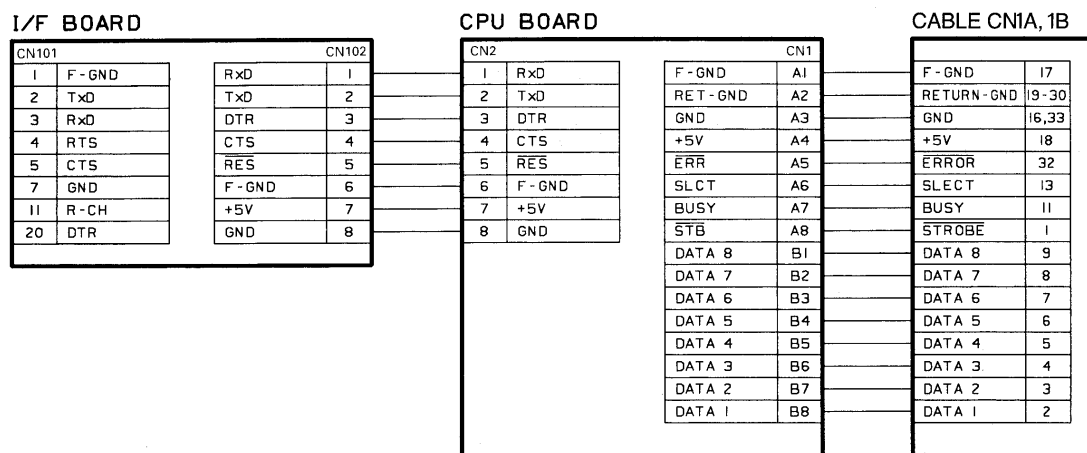 I/F BOARD CPU BOARD CABLE CN1A, 1B
CN101 CN102 CN2 CN1
1 F-GND RxD 1 1 RxD F-GND A1 F-GND 17
2 TxD TxD 2 2 TxD RET-GND A2 RETURN-GND 19-30
3 RxD DTR 3 3 DTR GND A3 GND 16,33
4 RTS CTS 4 4 CTS +5V A4 +5V 18
5 CTS R̅E̅S̅ 5 5 R̅E̅S̅ E̅R̅R̅ A5 E̅R̅R̅O̅R̅ 32
7 GND F-GND 6 6 F-GND SLCT A6 SLECT 13
11 R-CH +5V 7 7 +5V BUSY A7 BUSY 11
20 DTR GND 8 8 GND S̅T̅B̅ A8 S̅T̅R̅O̅B̅E̅ 1
DATA 8 B1 DATA 8 9
DATA 7 B2 DATA 7 8
DATA 6 B3 DATA 6 7
DATA 5 B4 DATA 5 6
DATA 4 B5 DATA 4 5
DATA 3 B6 DATA 3 4
DATA 2 B7 DATA 2 3
DATA 1 B8 DATA 1 2